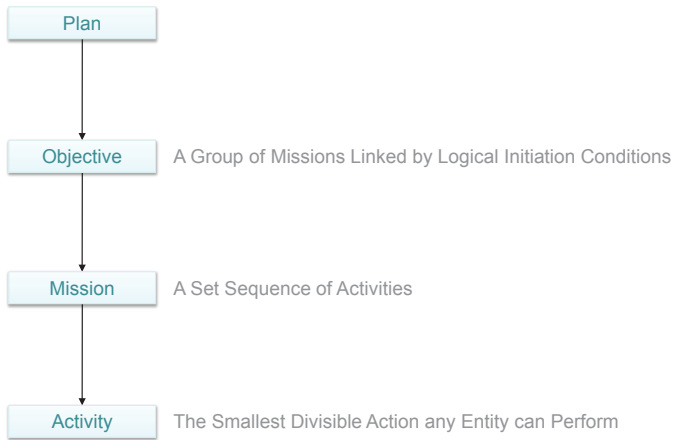 Plan
Objective
A Group of Missions Linked by Logical Initiation Conditions
Mission
A Set Sequence of Activities
Activity
The Smallest Divisible Action any Entity can Perform